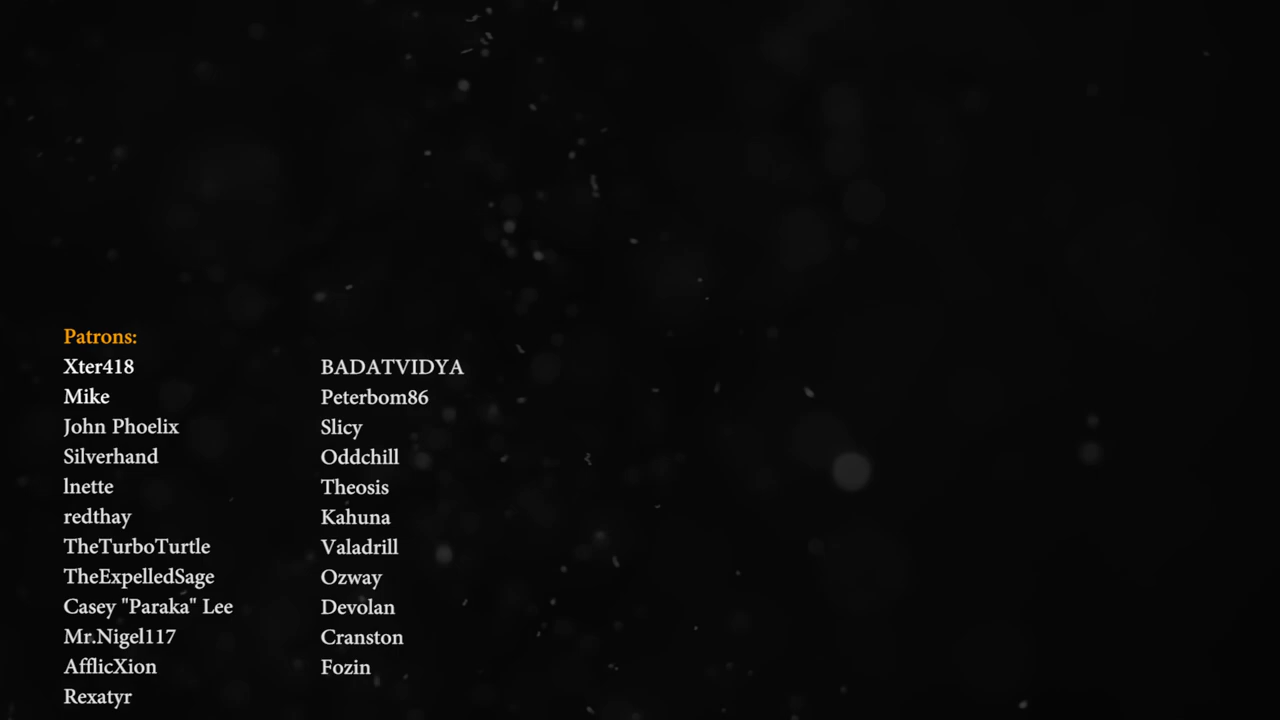 Patrons:
Xter418
Mike
John Phoelix
Silverhand
lnette
redthay
TheTurboTurtle
TheExpelledSage
Casey "Paraka" Lee
Mr.Nigel117
AfflicXion
Rexatyr
BADATVIDYA
Peterbom86
Slicy
Oddchill
Theosis
Kahuna
Valadrill
Ozway
Devolan
Cranston
Fozin